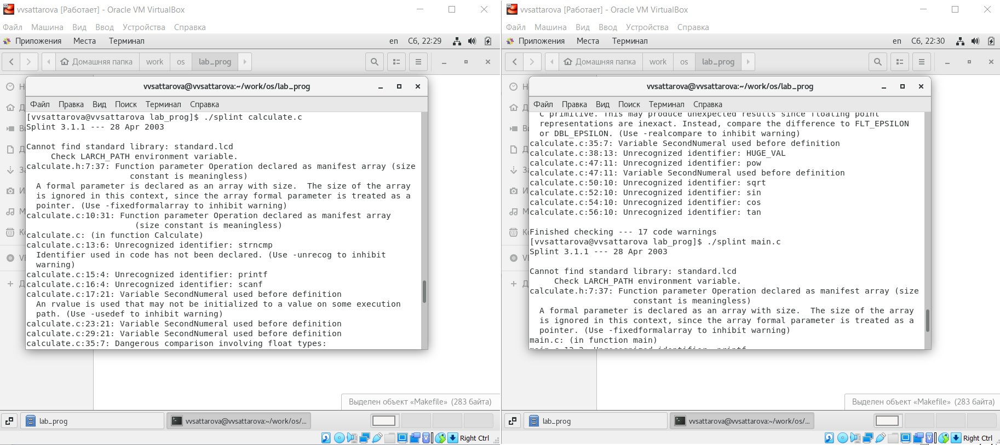 vvsattarova [Работает] - Oracle VM VirtualBox
Файл Машина Вид Ввод Устройства Справка
Приложения Места Терминал en Сб, 22:29
Домашняя папка work os lab_prog
vvsattarova@vvsattarova:~/work/os/lab_prog
Файл Правка Вид Поиск Терминал Справка
[vvsattarova@vvsattarova lab_prog]$ ./splint calculate.c
Splint 3.1.1 --- 28 Apr 2003
Cannot find standard library: standard.lcd
Check LARCH_PATH environment variable.
calculate.h:7:37: Function parameter Operation declared as manifest array (size
constant is meaningless)
A formal parameter is declared as an array with size.  The size of the array
is ignored in this context, since the array formal parameter is treated as a
pointer. (Use -fixedformalarray to inhibit warning)
calculate.c:10:31: Function parameter Operation declared as manifest array
(size constant is meaningless)
calculate.c: (in function Calculate)
calculate.c:13:6: Unrecognized identifier: strncmp
Identifier used in code has not been declared. (Use -unrecog to inhibit
warning)
calculate.c:15:4: Unrecognized identifier: printf
calculate.c:16:4: Unrecognized identifier: scanf
calculate.c:17:21: Variable SecondNumeral used before definition
An rvalue is used that may not be initialized to a value on some execution
path. (Use -usedef to inhibit warning)
calculate.c:23:21: Variable SecondNumeral used before definition
calculate.c:29:21: Variable SecondNumeral used before definition
calculate.c:35:7: Dangerous comparison involving float types:
Выделен объект «Makefile» (283 байта)
lab_prog vvsattarova@vvsattarova:~/work/os/...
Right Ctrl
vvsattarova [Работает] - Oracle VM VirtualBox
Файл Машина Вид Ввод Устройства Справка
Приложения Места Терминал en Сб, 22:30
Домашняя папка work os lab_prog
vvsattarova@vvsattarova:~/work/os/lab_prog
Файл Правка Вид Поиск Терминал Справка
C primitive. This may produce unexpected results since floating point
representations are inexact. Instead, compare the difference to FLT_EPSILON
or DBL_EPSILON. (Use -realcompare to inhibit warning)
calculate.c:35:7: Variable SecondNumeral used before definition
calculate.c:38:13: Unrecognized identifier: HUGE_VAL
calculate.c:47:11: Unrecognized identifier: pow
calculate.c:47:11: Variable SecondNumeral used before definition
calculate.c:50:10: Unrecognized identifier: sqrt
calculate.c:52:10: Unrecognized identifier: sin
calculate.c:54:10: Unrecognized identifier: cos
calculate.c:56:10: Unrecognized identifier: tan
Finished checking --- 17 code warnings
[vvsattarova@vvsattarova lab_prog]$ ./splint main.c
Splint 3.1.1 --- 28 Apr 2003
Cannot find standard library: standard.lcd
Check LARCH_PATH environment variable.
calculate.h:7:37: Function parameter Operation declared as manifest array (size
constant is meaningless)
A formal parameter is declared as an array with size.  The size of the array
is ignored in this context, since the array formal parameter is treated as a
pointer. (Use -fixedformalarray to inhibit warning)
main.c: (in function main)
main.c:13:2: Unrecognized identifier: printf
Выделен объект «Makefile» (283 байта)
lab_prog vvsattarova@vvsattarova:~/work/os/...
Right Ctrl